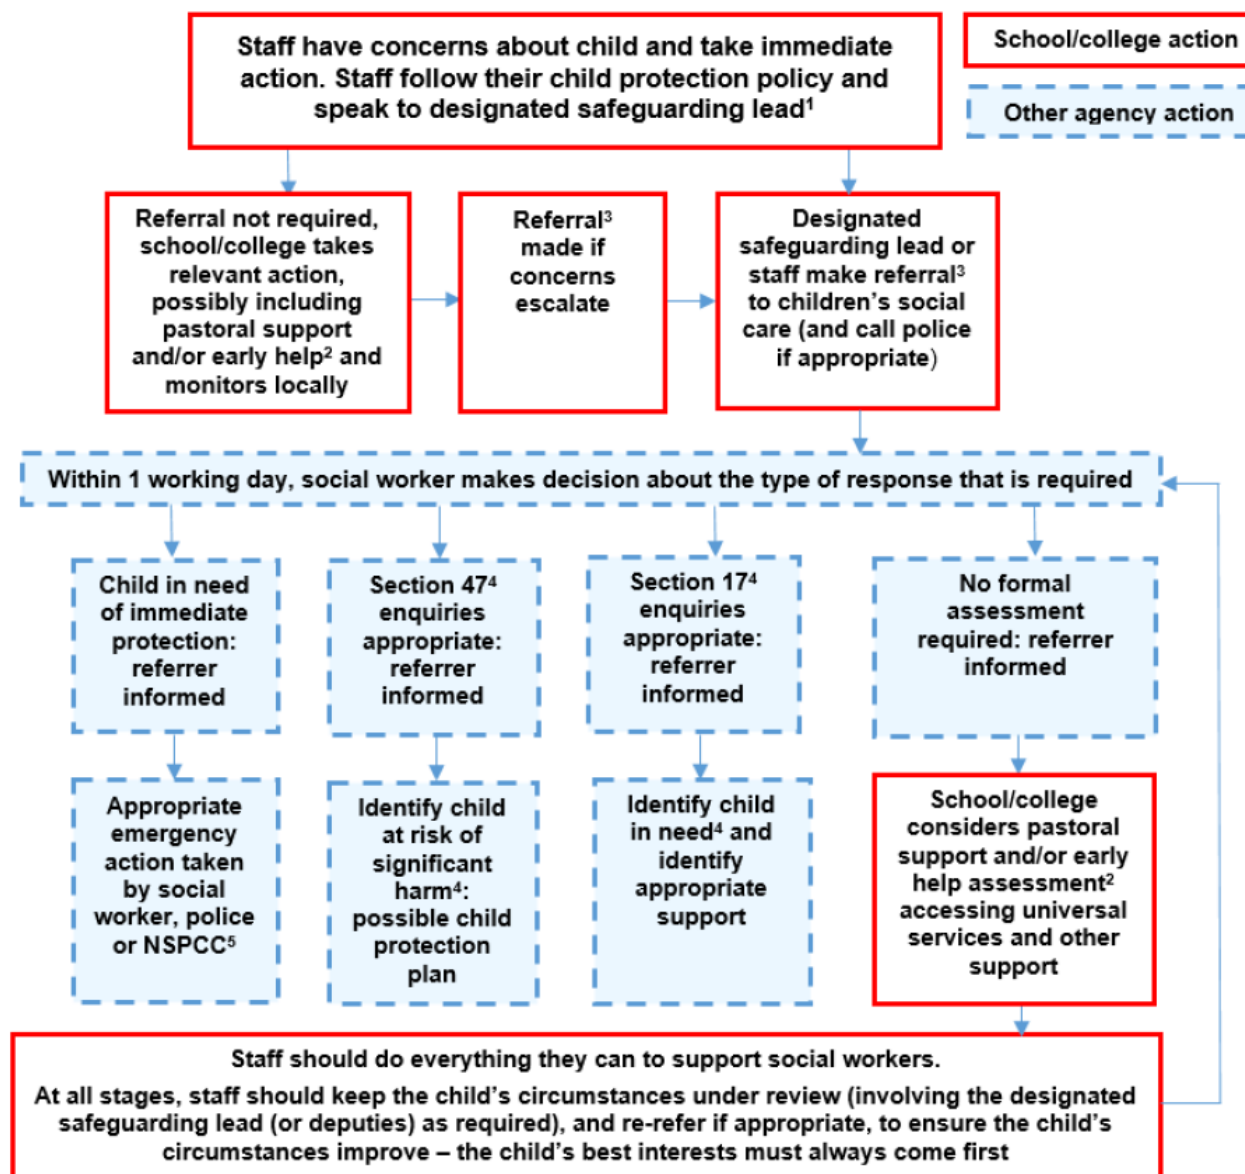 Staff have concerns about child and take immediate
action. Staff follow their child protection policy and
speak to designated safeguarding lead¹
School/college action
Other agency action
Referral not required,
school/college takes
relevant action,
possibly including
pastoral support
and/or early help² and
monitors locally
Referral³
made if
concerns
escalate
Designated
safeguarding lead or
staff make referral³
to children’s social
care (and call police
if appropriate)
Within 1 working day, social worker makes decision about the type of response that is required
Child in need
of immediate
protection:
referrer
informed
Section 47⁴
enquiries
appropriate:
referrer
informed
Section 17⁴
enquiries
appropriate:
referrer
informed
No formal
assessment
required: referrer
informed
Appropriate
emergency
action taken
by social
worker, police
or NSPCC⁵
Identify child
at risk of
significant
harm⁴:
possible child
protection
plan
Identify child
in need⁴ and
identify
appropriate
support
School/college
considers pastoral
support and/or early
help assessment²
accessing universal
services and other
support
Staff should do everything they can to support social workers.
At all stages, staff should keep the child’s circumstances under review (involving the designated
safeguarding lead (or deputies) as required), and re-refer if appropriate, to ensure the child’s
circumstances improve – the child’s best interests must always come first